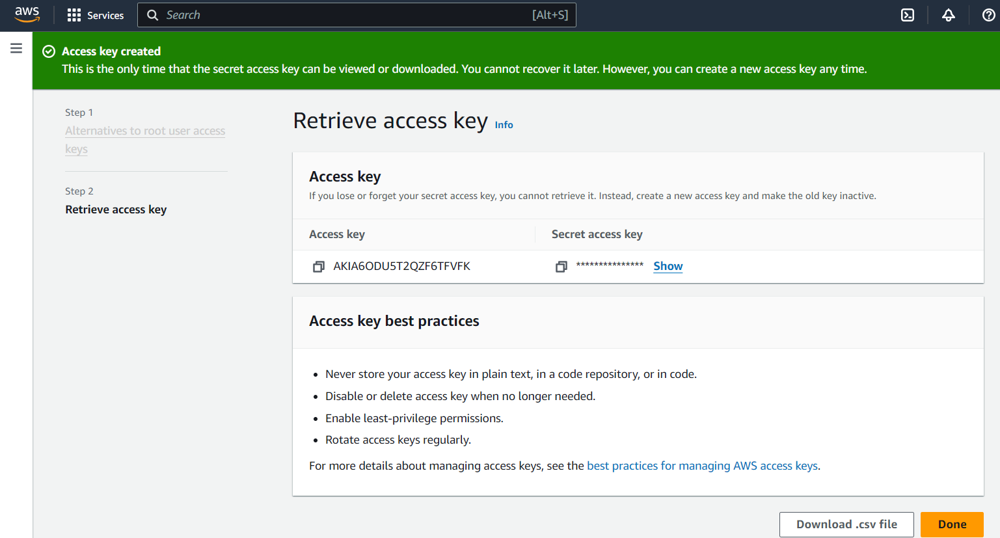 aws
Services
Search
[Alt+S]
Access key created
This is the only time that the secret access key can be viewed or downloaded. You cannot recover it later. However, you can create a new access key any time.
Step 1
Alternatives to root user access
keys
Step 2
Retrieve access key
Retrieve access key Info
Access key
If you lose or forget your secret access key, you cannot retrieve it. Instead, create a new access key and make the old key inactive.
Access key
Secret access key
AKIA6ODU5T2QZF6TFVFK
*************** Show
Access key best practices
• Never store your access key in plain text, in a code repository, or in code.
• Disable or delete access key when no longer needed.
• Enable least-privilege permissions.
• Rotate access keys regularly.
For more details about managing access keys, see the best practices for managing AWS access keys.
Download .csv file
Done